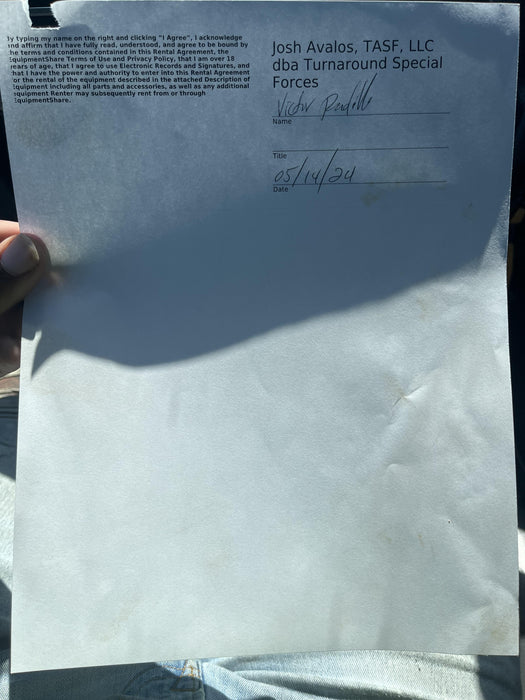 By typing my name on the right and clicking "I Agree", I acknowledge
and affirm that I have fully read, understood, and agree to be bound by
the terms and conditions contained in this Rental Agreement, the
EquipmentShare Terms of Use and Privacy Policy, that I am over 18
years of age, that I agree to use Electronic Records and Signatures, and
that I have the power and authority to enter into this Rental Agreement
for the rental of the equipment described in the attached Description of
Equipment including all parts and accessories, as well as any additional
equipment Renter may subsequently rent from or through
EquipmentShare.
Josh Avalos, TASF, LLC
dba Turnaround Special
Forces
Victor
Name
Title
05/14/24
Date